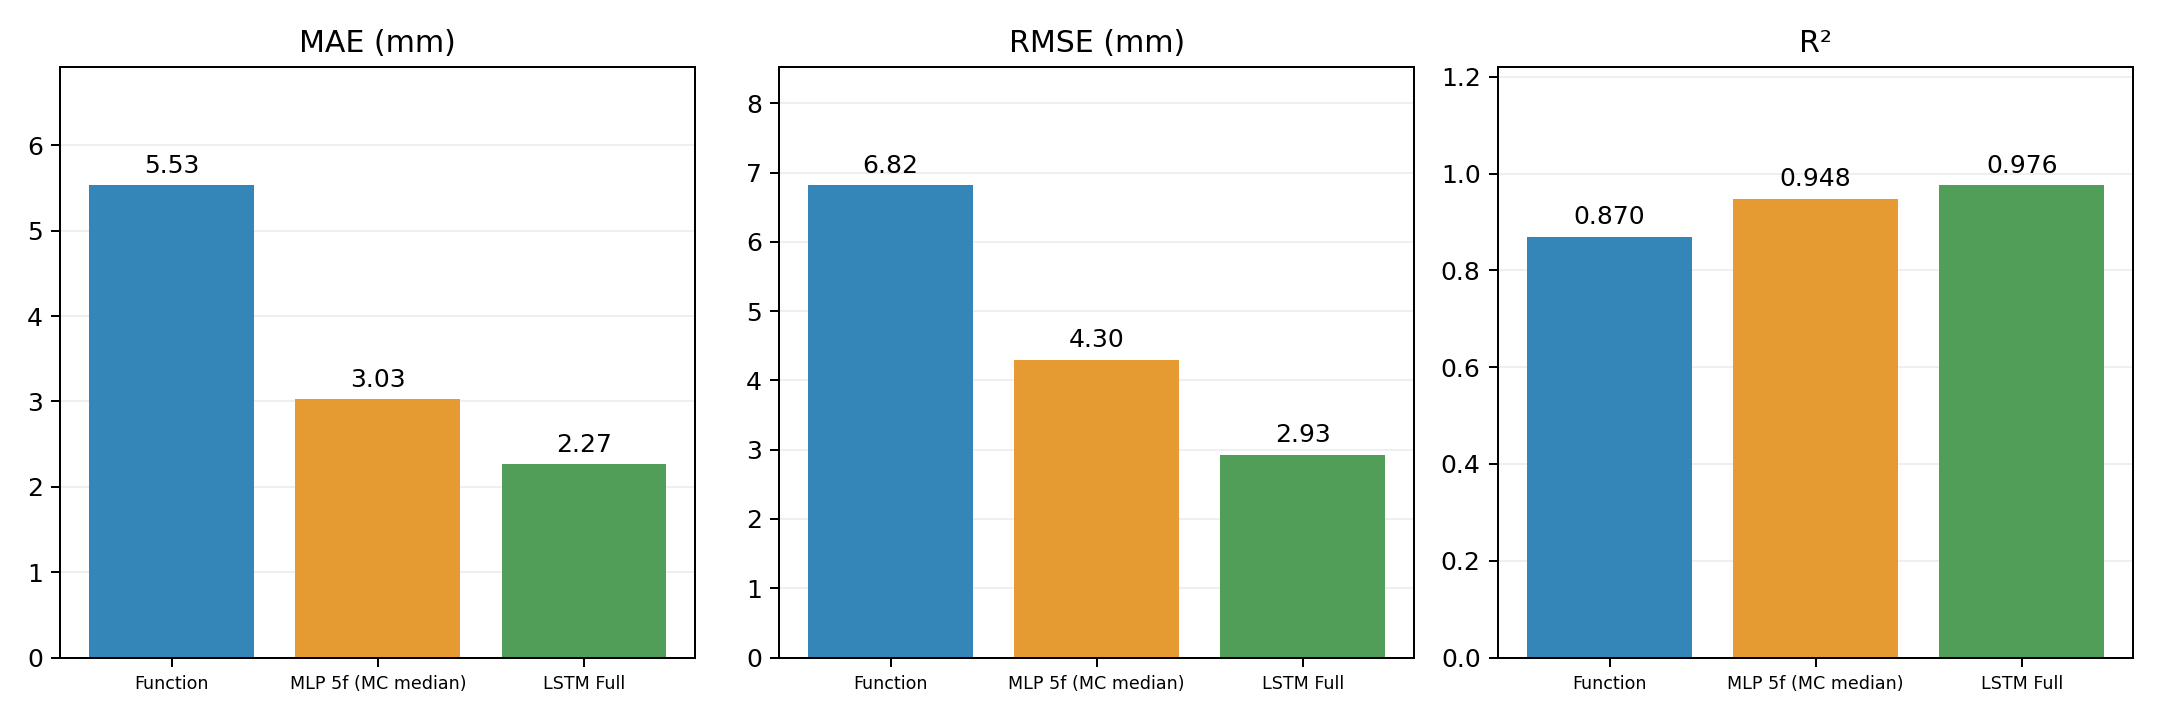 MAE (mm)
6
5
4
3
2
1
0
5.53
3.03
2.27
Function
MLP 5f (MC median)
LSTM Full
RMSE (mm)
8
7
6
5
4
3
2
1
0
6.82
4.30
2.93
Function
MLP 5f (MC median)
LSTM Full
R²
1.2
1.0
0.8
0.6
0.4
0.2
0.0
0.870
0.948
0.976
Function
MLP 5f (MC median)
LSTM Full